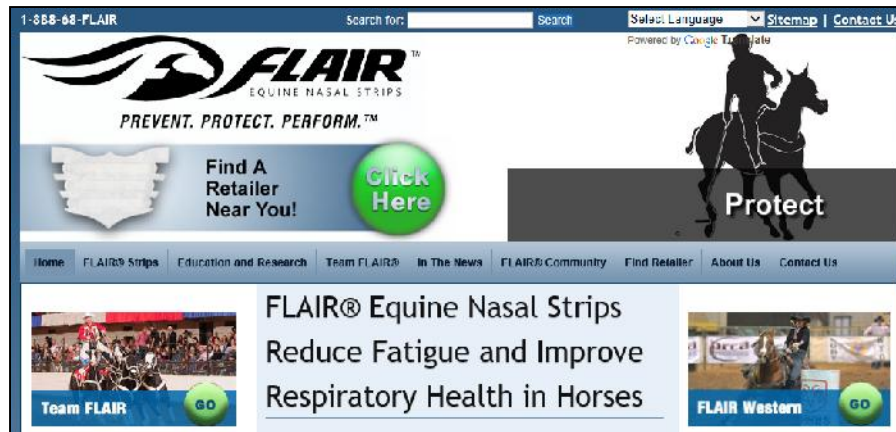 1-888-68-FLAIR Search for: Search Select Language Sitemap | Contact Us
Powered by Google Translate
FLAIR™
EQUINE NASAL STRIPS
PREVENT. PROTECT. PERFORM.™
Find A
Retailer
Near You!
Click
Here
Protect
Home FLAIR® Strips Education and Research Team FLAIR® In The News FLAIR® Community Find Retailer About Us Contact Us
FLAIR® Equine Nasal Strips
Reduce Fatigue and Improve
Respiratory Health in Horses
Team FLAIR GO
FLAIR Western GO